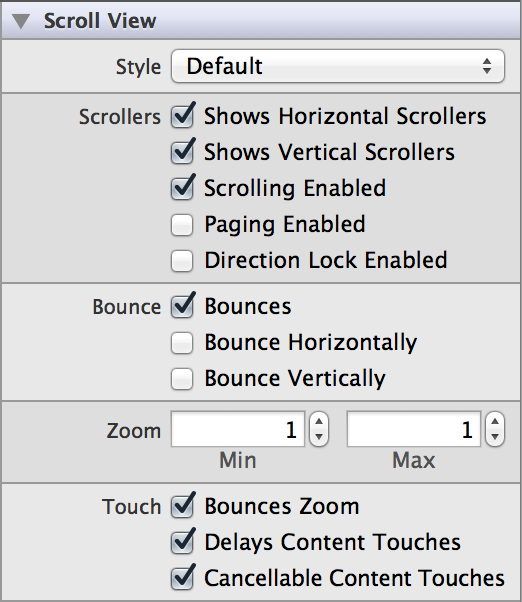 Scroll View
Style Default
Scrollers Shows Horizontal Scrollers
Shows Vertical Scrollers
Scrolling Enabled
Paging Enabled
Direction Lock Enabled
Bounce Bounces
Bounce Horizontally
Bounce Vertically
Zoom 1 1
Min Max
Touch Bounces Zoom
Delays Content Touches
Cancellable Content Touches